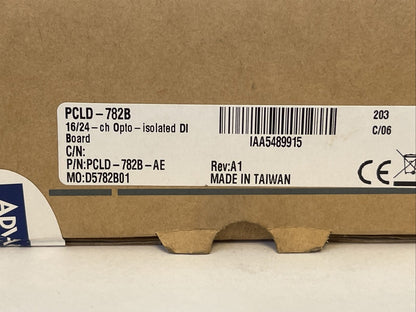 PCLD-782B
16/24-ch Opto-isolated DI
Board
C/N:
P/N:PCLD-782B-AE
MO:D5782B01
IAA5489915
Rev:A1
MADE IN TAIWAN
203
C/06
CE
ADVA